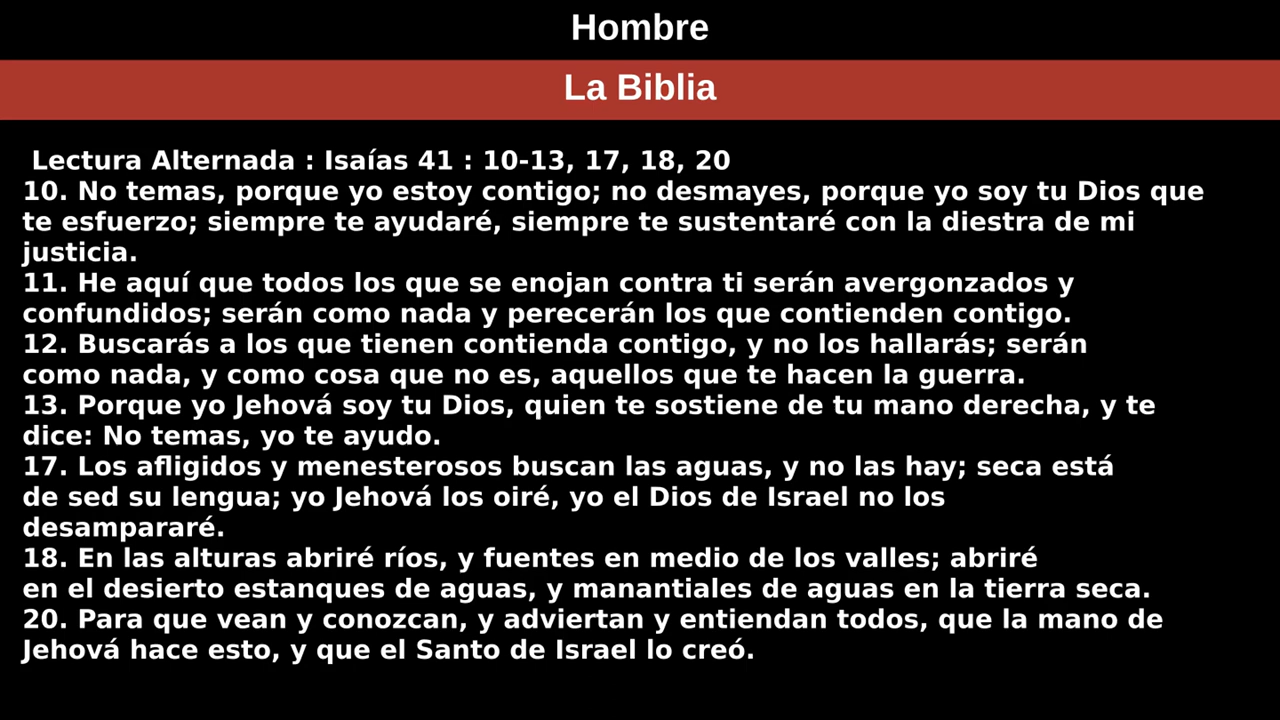 Hombre
La Biblia
Lectura Alternada : Isaías 41 : 10-13, 17, 18, 20
10. No temas, porque yo estoy contigo; no desmayes, porque yo soy tu Dios que
te esfuerzo; siempre te ayudaré, siempre te sustentaré con la diestra de mi
justicia.
11. He aquí que todos los que se enojan contra ti serán avergonzados y
confundidos; serán como nada y perecerán los que contienden contigo.
12. Buscarás a los que tienen contienda contigo, y no los hallarás; serán
como nada, y como cosa que no es, aquellos que te hacen la guerra.
13. Porque yo Jehová soy tu Dios, quien te sostiene de tu mano derecha, y te
dice: No temas, yo te ayudo.
17. Los afligidos y menesterosos buscan las aguas, y no las hay; seca está
de sed su lengua; yo Jehová los oiré, yo el Dios de Israel no los
desampararé.
18. En las alturas abriré ríos, y fuentes en medio de los valles; abriré
en el desierto estanques de aguas, y manantiales de aguas en la tierra seca.
20. Para que vean y conozcan, y adviertan y entiendan todos, que la mano de
Jehová hace esto, y que el Santo de Israel lo creó.